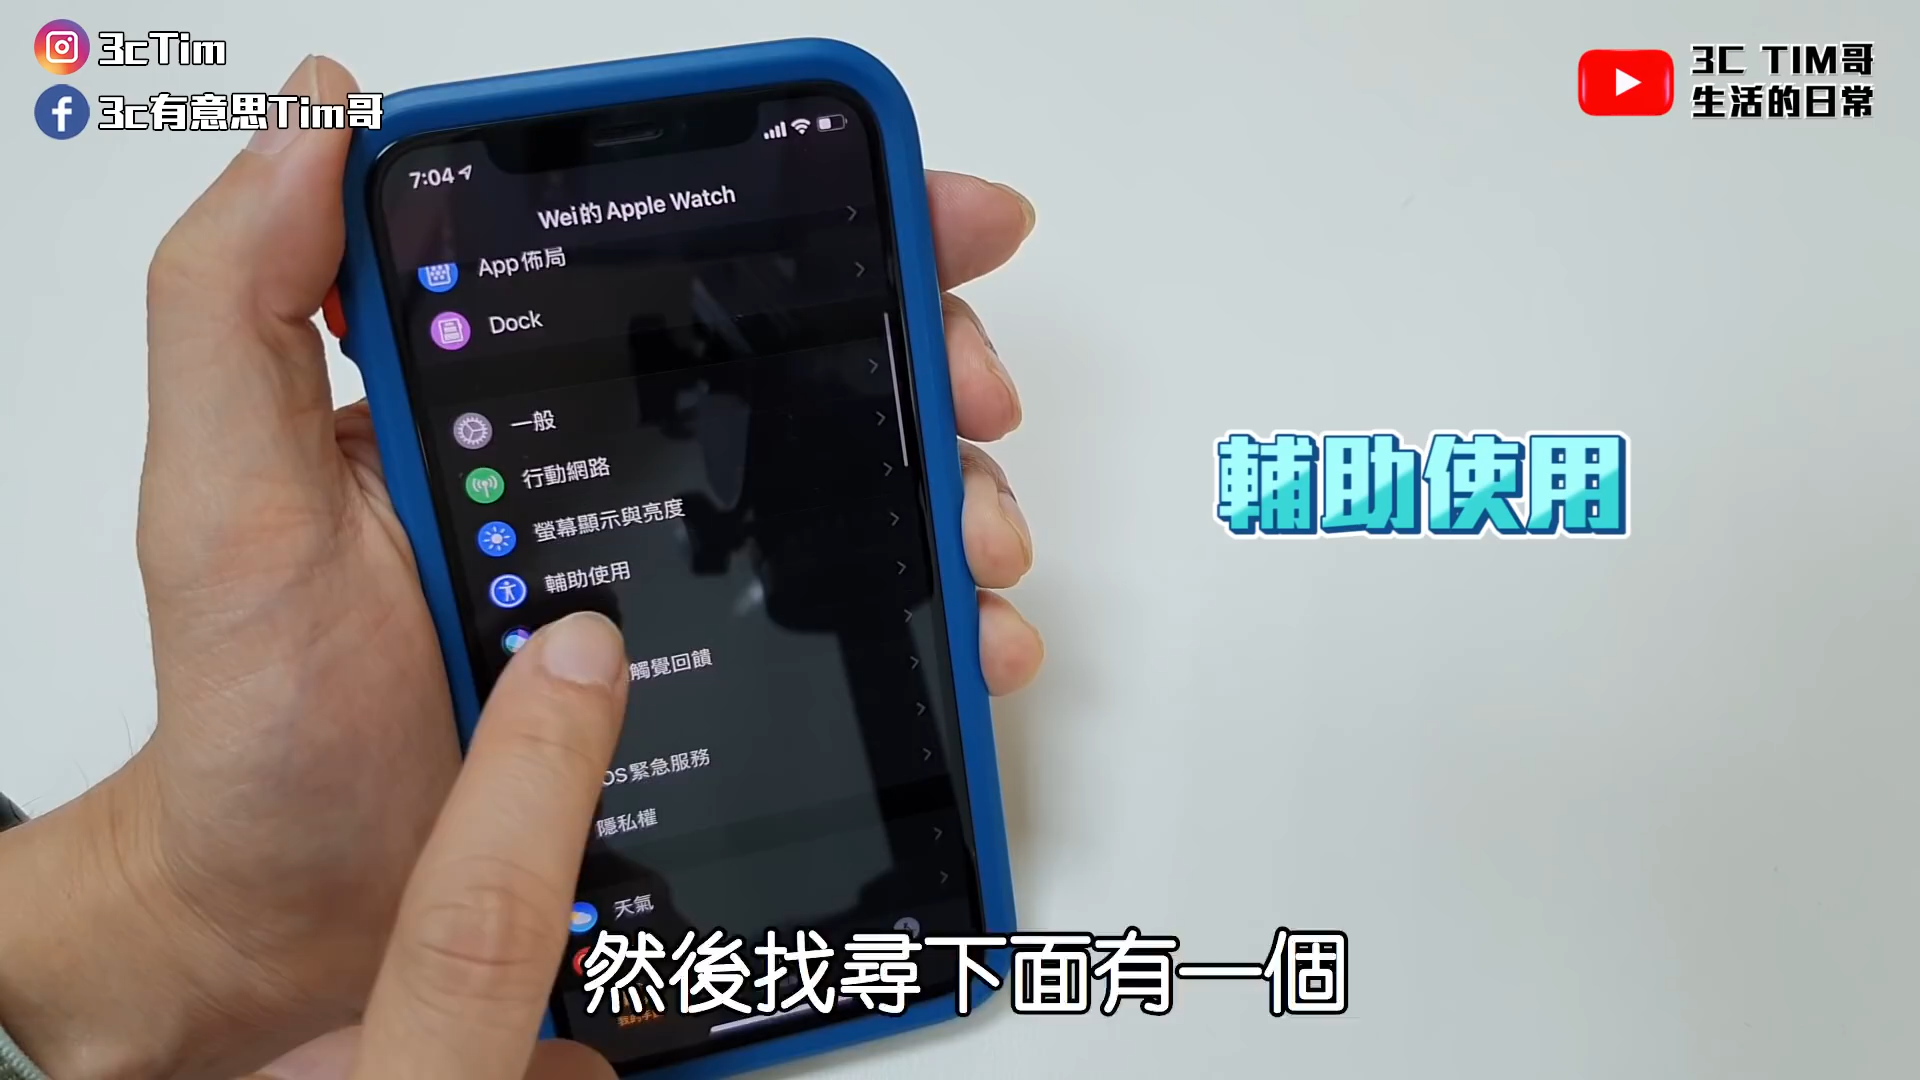 3cTim
3c有意思Tim哥
3C TIM哥
生活的日常
7:04
Wei的 Apple Watch
App 佈局
Dock
一般
行動網路
螢幕顯示與亮度
輔助使用
觸覺回饋
OS緊急服務
隱私權
天氣
輔助使用
然後找尋下面有一個